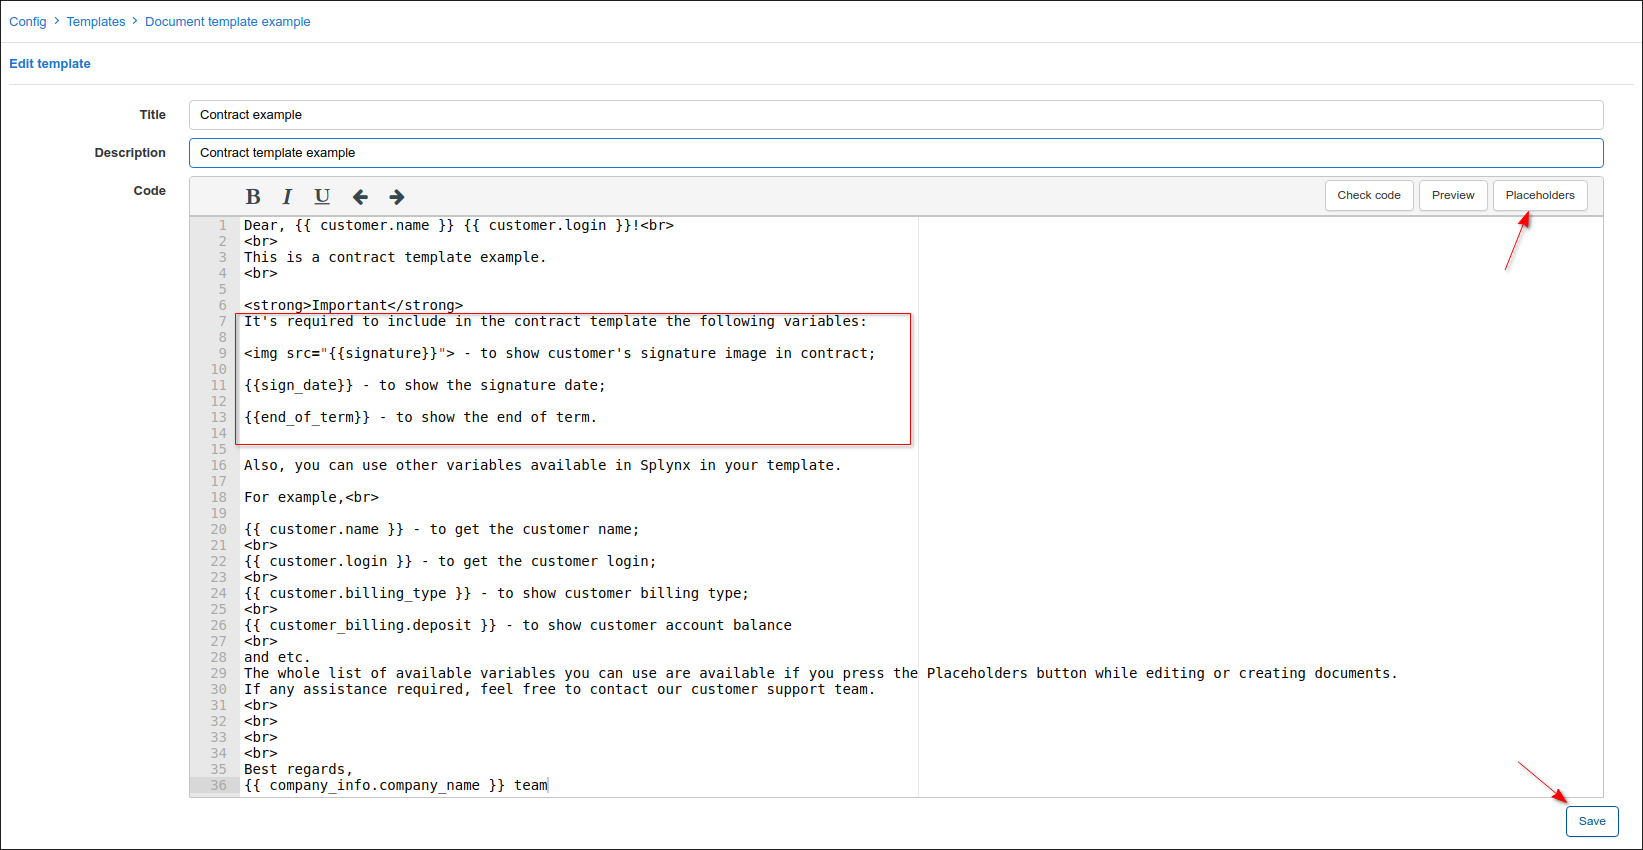 Config > Templates > Document template example
Edit template
Title Contract example
Description Contract template example
Code
B I U Check code Preview Placeholders
1 Dear, {{ customer.name }} {{ customer.login }}!<br>
2 <br>
3 This is a contract template example.
4 <br>
5
6 <strong>Important</strong>
7 It's required to include in the contract template the following variables:
8
9 <img src="{{signature}}"> - to show customer's signature image in contract;
10
11 {{sign_date}} - to show the signature date;
12
13 {{end_of_term}} - to show the end of term.
14
15
16 Also, you can use other variables available in Splynx in your template.
17
18 For example,<br>
19
20 {{ customer.name }} - to get the customer name;
21 <br>
22 {{ customer.login }} - to get the customer login;
23 <br>
24 {{ customer.billing_type }} - to show customer billing type;
25 <br>
26 {{ customer_billing.deposit }} - to show customer account balance
27 <br>
28 and etc.
29 The whole list of available variables you can use are available if you press the Placeholders button while editing or creating documents.
30 If any assistance required, feel free to contact our customer support team.
31 <br>
32 <br>
33 <br>
34 <br>
35 Best regards,
36 {{ company_info.company_name }} team
Save